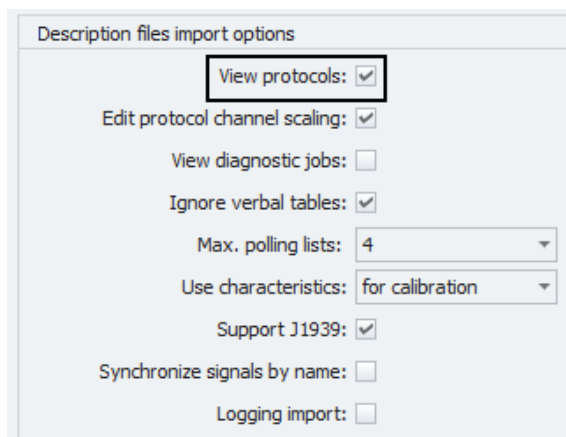 Description files import options
View protocols:
Edit protocol channel scaling:
View diagnostic jobs:
Ignore verbal tables:
Max. polling lists: 4
Use characteristics: for calibration
Support J1939:
Synchronize signals by name:
Logging import: